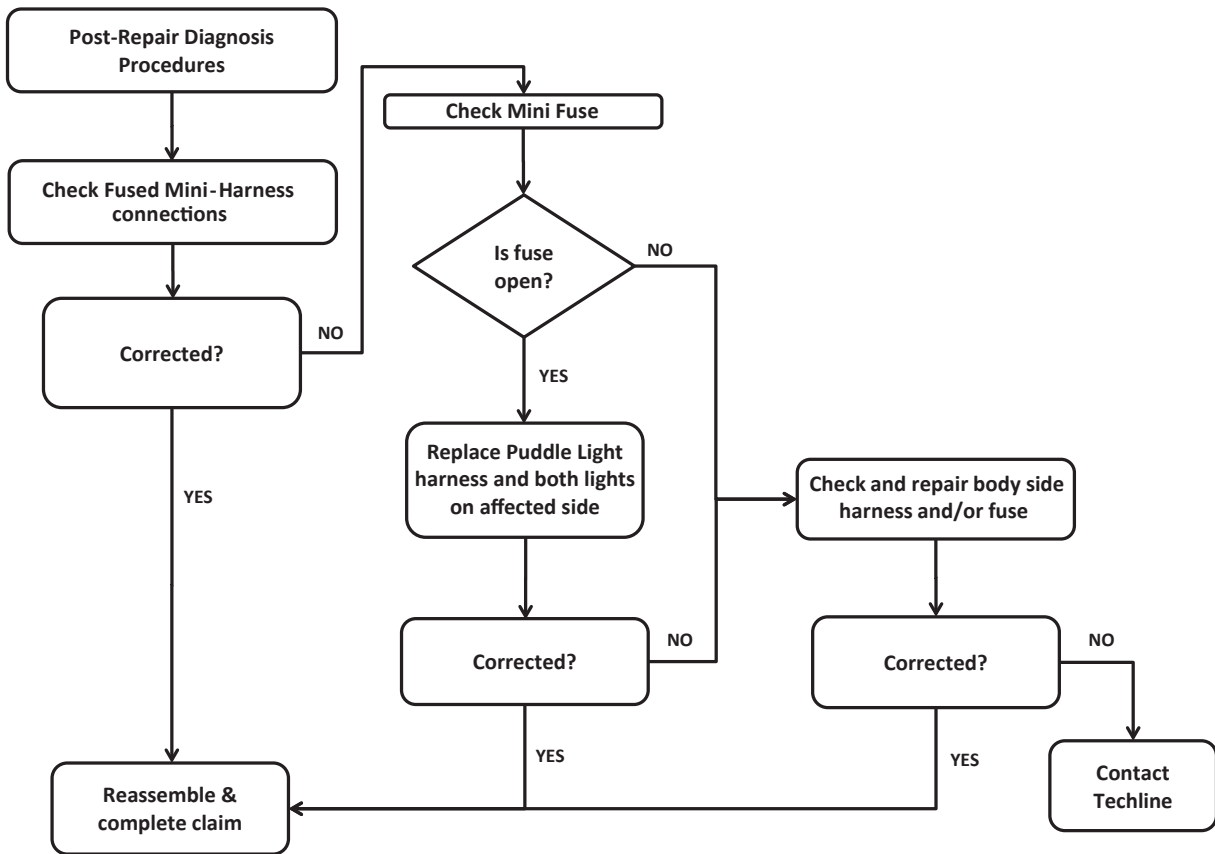 Post-Repair Diagnosis
Procedures
Check Fused Mini-Harness
connections
Corrected?
NO
YES
Check Mini Fuse
Is fuse
open?
NO
YES
Replace Puddle Light
harness and both lights
on affected side
Corrected?
NO
YES
Check and repair body side
harness and/or fuse
Corrected?
NO
YES
Contact
Techline
Reassemble &
complete claim